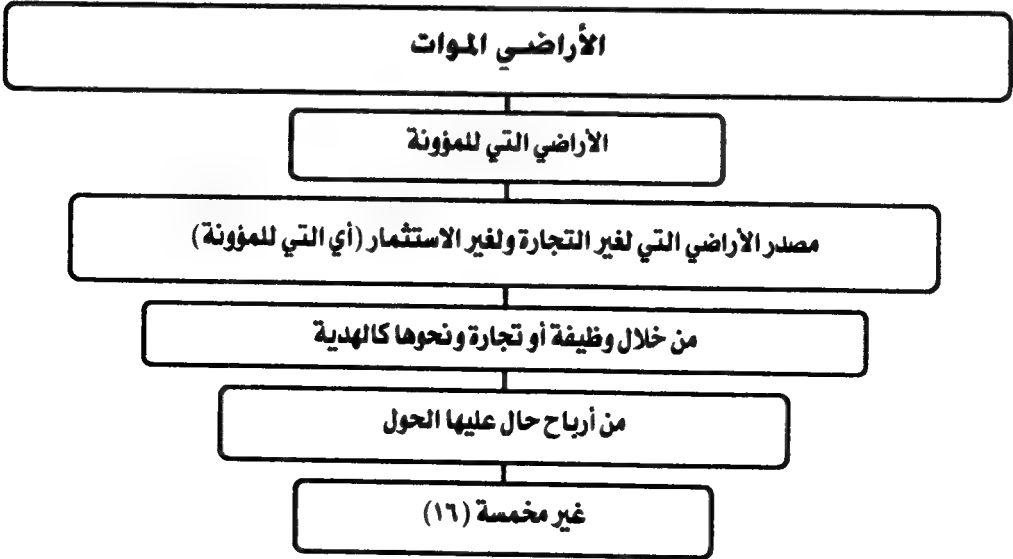 الأراضي الموات
الأراضي التي للمؤونة
مصدر الأراضي التي لغير التجارة ولغير الاستثمار (أي التي للمؤونة)
من خلال وظيفة أو تجارة ونحوها كالهدية
من أرباح حال عليها الحول
غير مخمسة (١٦)